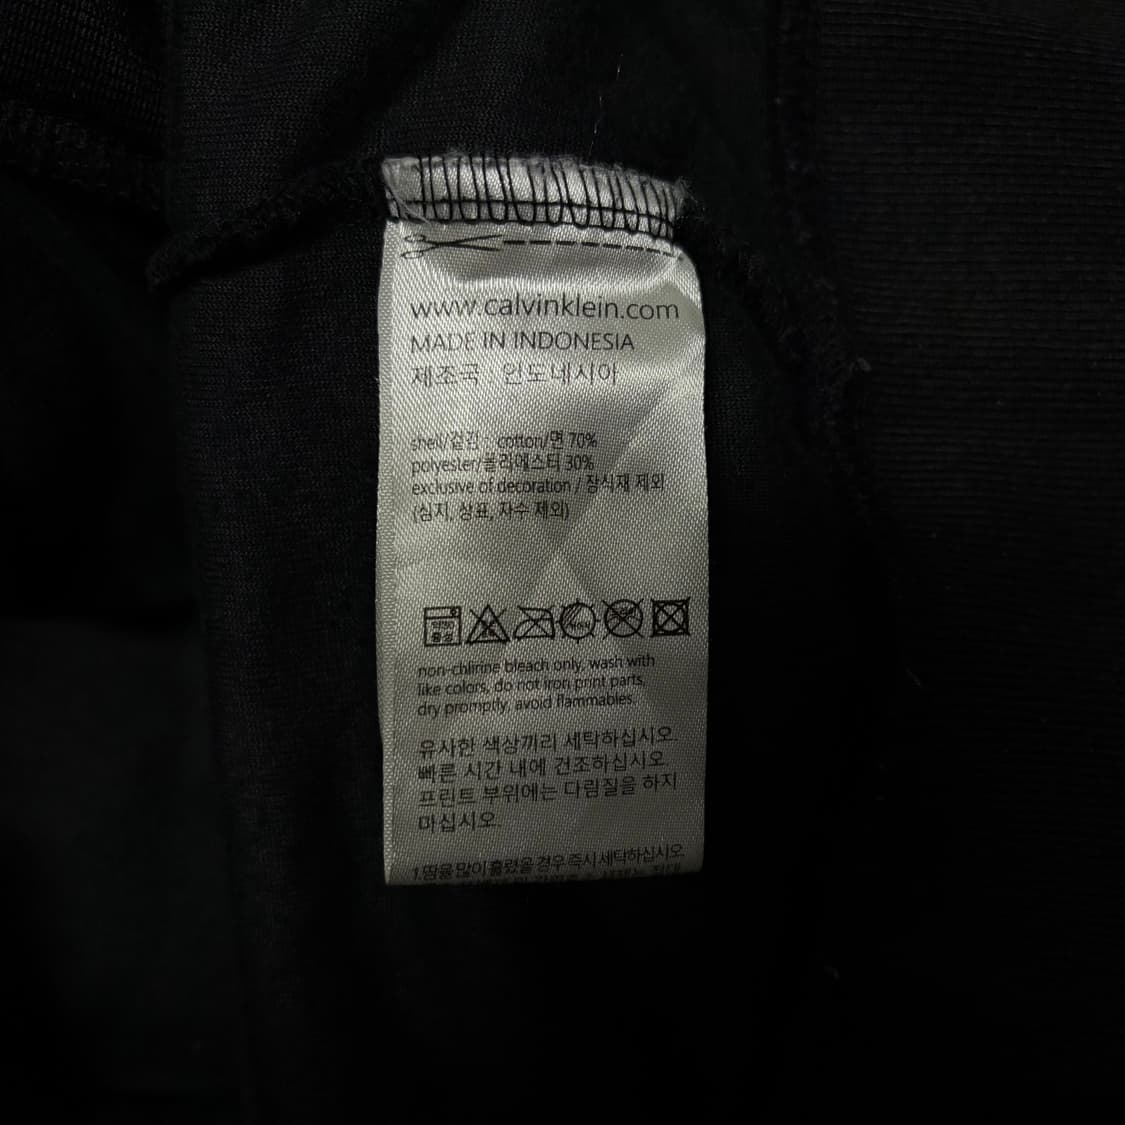 www.calvinklein.com
MADE IN INDONESIA
제조국 : 인도네시아
shell/겉감 : cotton/면 70%
polyester/폴리에스터 30%
exclusive of decoration / 장식재 제외
(심지, 상표, 자수 제외)
약30℃ 중성
non-chlirine bleach only, wash with
like colors, do not iron print parts,
dry promptly, avoid flammables.
유사한 색상끼리 세탁하십시오.
빠른 시간 내에 건조하십시오
프린트 부위에는 다림질을 하지
마십시오.
1.땀을 많이 흘렸을 경우 즉시 세탁하십시오